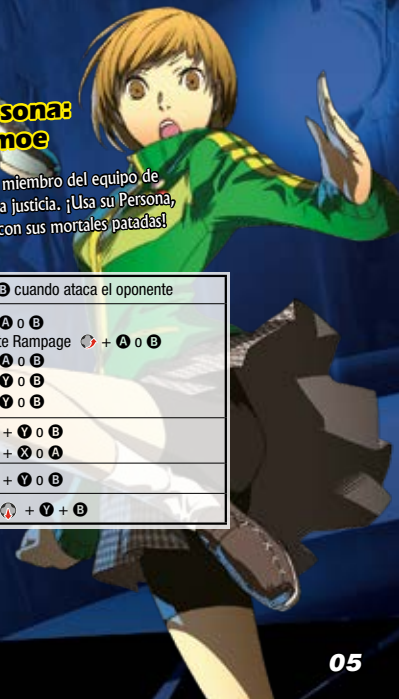 sona:
moe
miembro del equipo de
a justicia. ¡Usa su Persona,
con sus mortales patadas!
B cuando ataca el oponente
A o B
te Rampage + A o B
A o B
Y o B
Y o B
+ Y o B
+ X o A
+ Y o B
+ Y + B
05